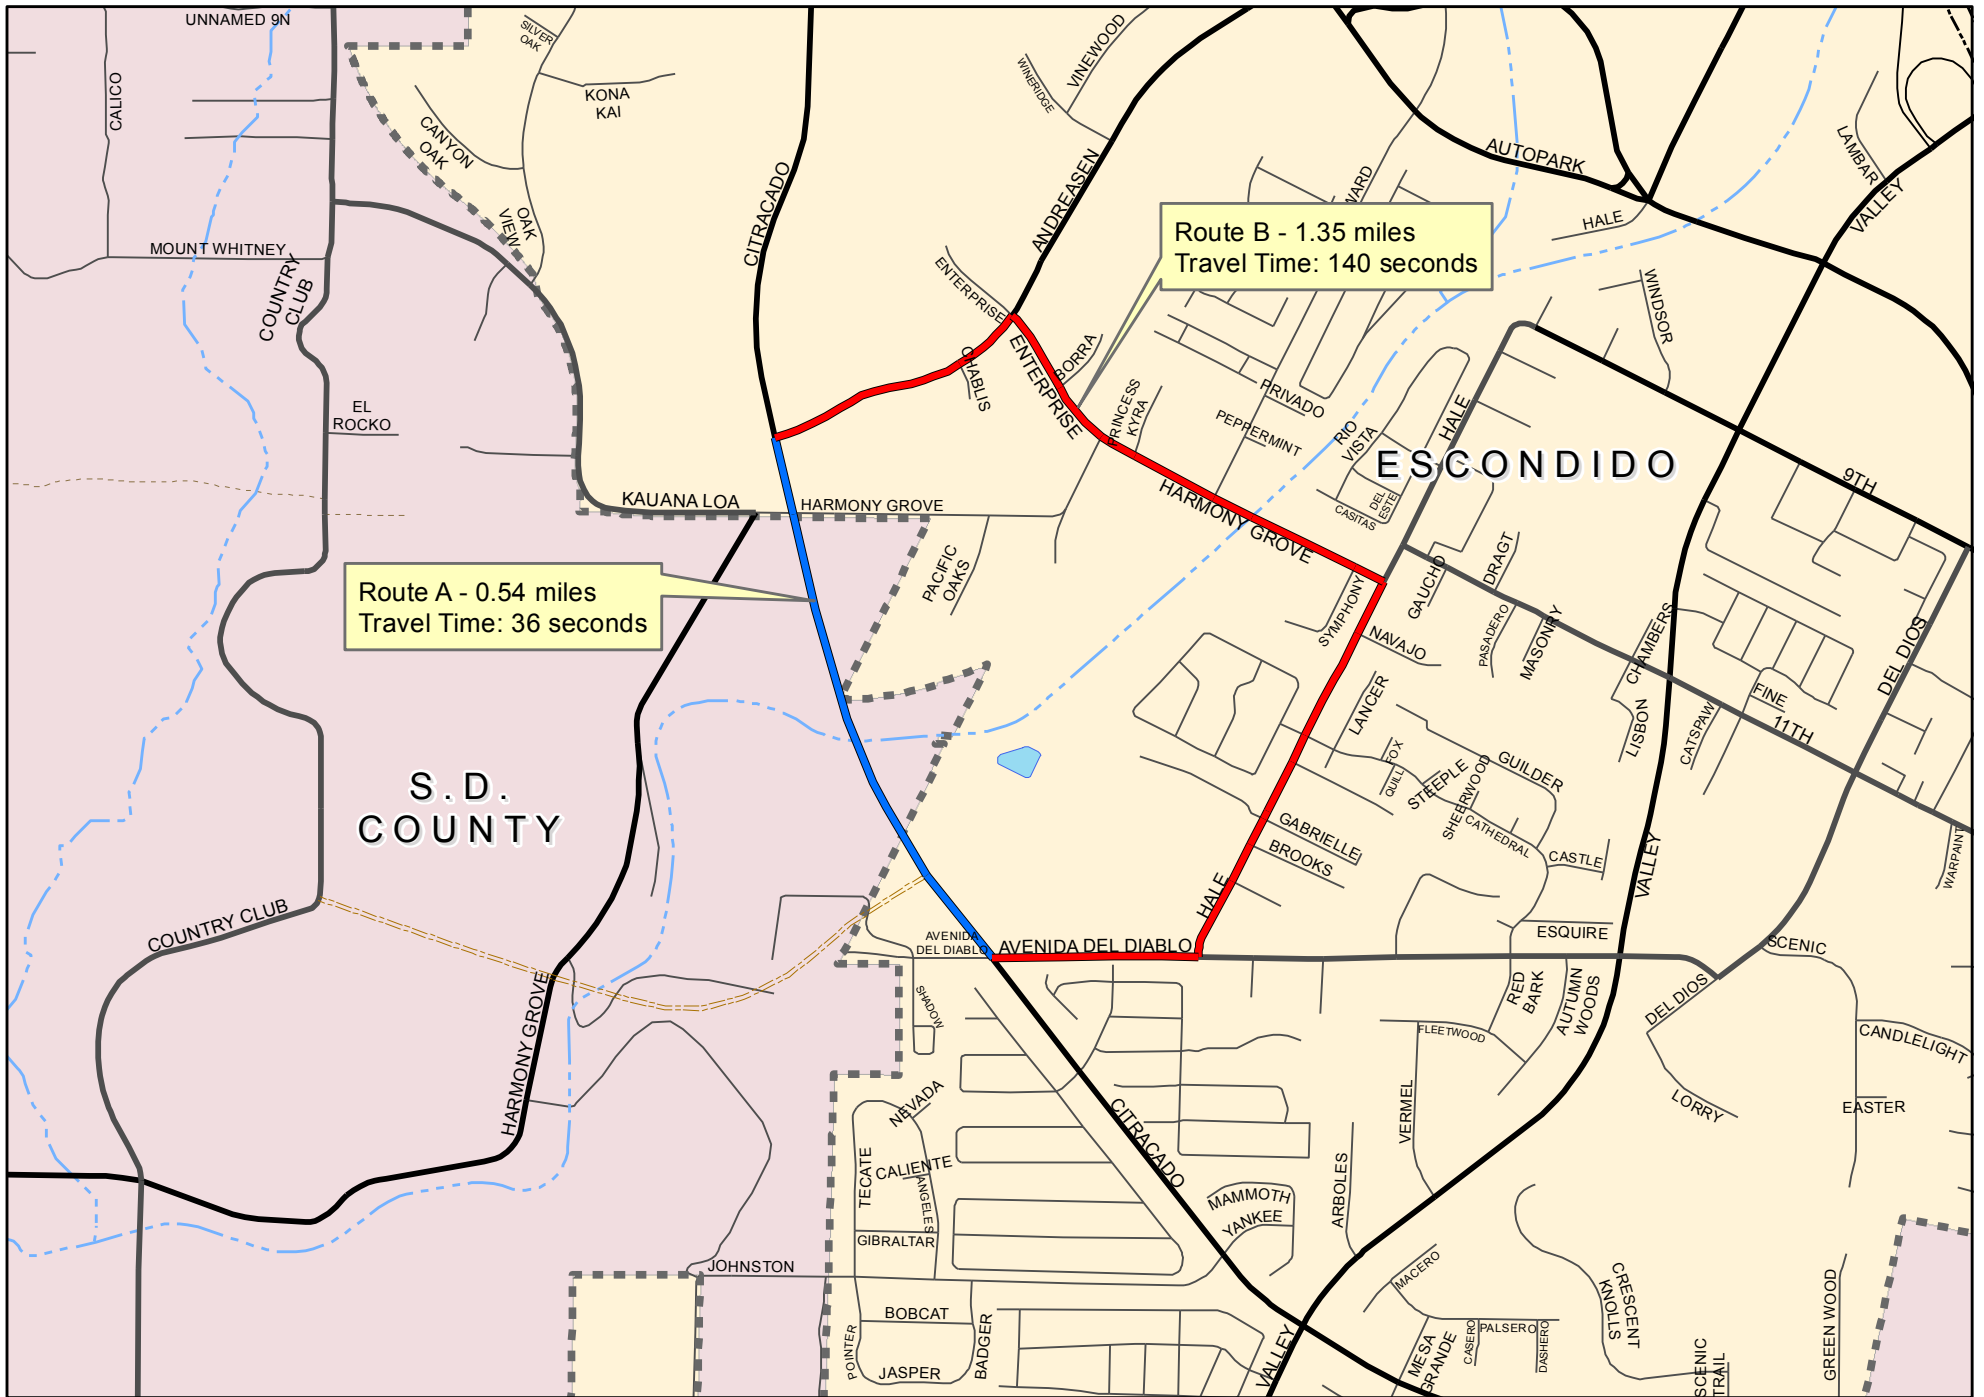 UNNAMED 9N
CALICO
SILVER
OAK
KONA
KAI
CANYON
OAK
OAK
VIEW
MOUNT WHITNEY
COUNTRY
CLUB
EL
ROCKO
CITRACADO
ANDREASEN
WINERIDGE
VINEWOOD
AUTOPARK
HALE
LAMBAR
VALLEY
WARD
Route B - 1.35 miles
Travel Time: 140 seconds
ENTERPRISE
ENTERPRISE
CHABLIS
BORRA
PRINCESS
KYRA
PRIVADO
PEPPERMINT
RIO
VISTA
HALE
WINDSOR
ESCONDIDO
9TH
DEL
ESTE
CASITAS
KAUANA LOA
HARMONY GROVE
HARMONY GROVE
PACIFIC
OAKS
Route A - 0.54 miles
Travel Time: 36 seconds
SYMPHONY
GAUCHO
DRAGT
NAVAJO
PASADERO
MASONRY
CHAMBERS
LISBON
CATSPAW
FINE
11TH
DEL DIOS
LANCER
FOX
QUILL
STEEPLE
SHEERWOOD
GUILDER
CATHEDRAL
CASTLE
GABRIELLE
BROOKS
HALE
VALLEY
WARPAINT
S.D.
COUNTY
COUNTRY CLUB
HARMONY GROVE
AVENIDA
DEL DIABLO
AVENIDA DEL DIABLO
ESQUIRE
SCENIC
DEL DIOS
RED
BARK
AUTUMN
WOODS
FLEETWOOD
SHADOW
CANDLELIGHT
LORRY
EASTER
NEVADA
TECATE
CALIENTE
ANGELES
GIBRALTAR
CITRACADO
VERMEL
ARBOLES
MAMMOTH
YANKEE
JOHNSTON
BOBCAT
POINTER
JASPER
BADGER
VALLEY
MACERO
MESA
GRANDE
CASERO
PALSERO
DASHERO
CRESCENT
KNOLLS
SCENIC
TRAIL
GREEN WOOD